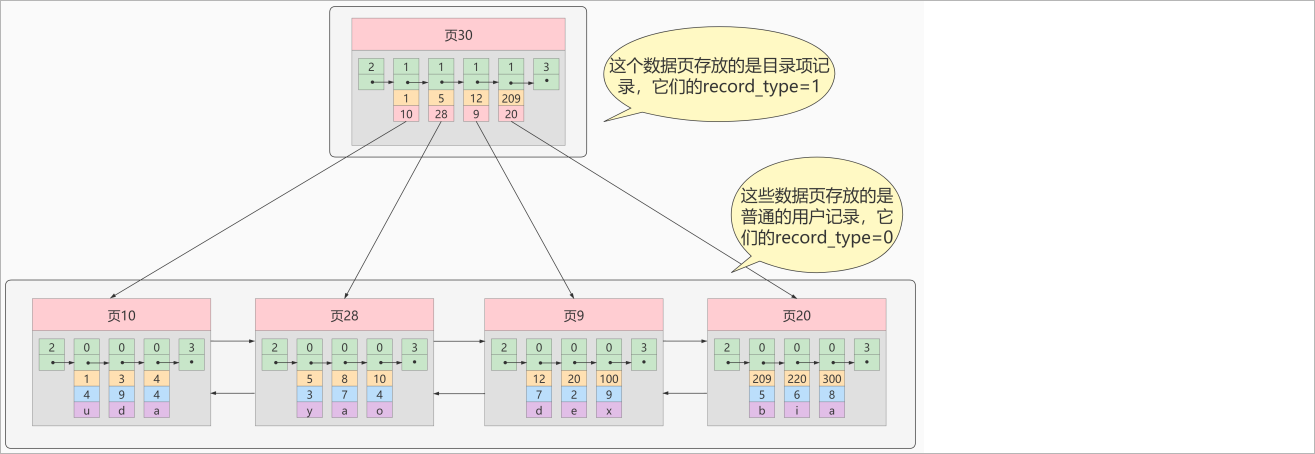 页30
2 1 1 1 1 3
1 5 12 209
10 28 9 20
这个数据页存放的是目录项记
录，它们的record_type=1
这些数据页存放的是
普通的用户记录，它
们的record_type=0
页10
2 0 0 0 3
1 3 4
4 9 4
u d a
页28
2 0 0 0 3
5 8 10
3 7 4
y a o
页9
2 0 0 0 3
12 20 100
7 2 9
d e x
页20
2 0 0 0 3
209 220 300
5 6 8
b i a